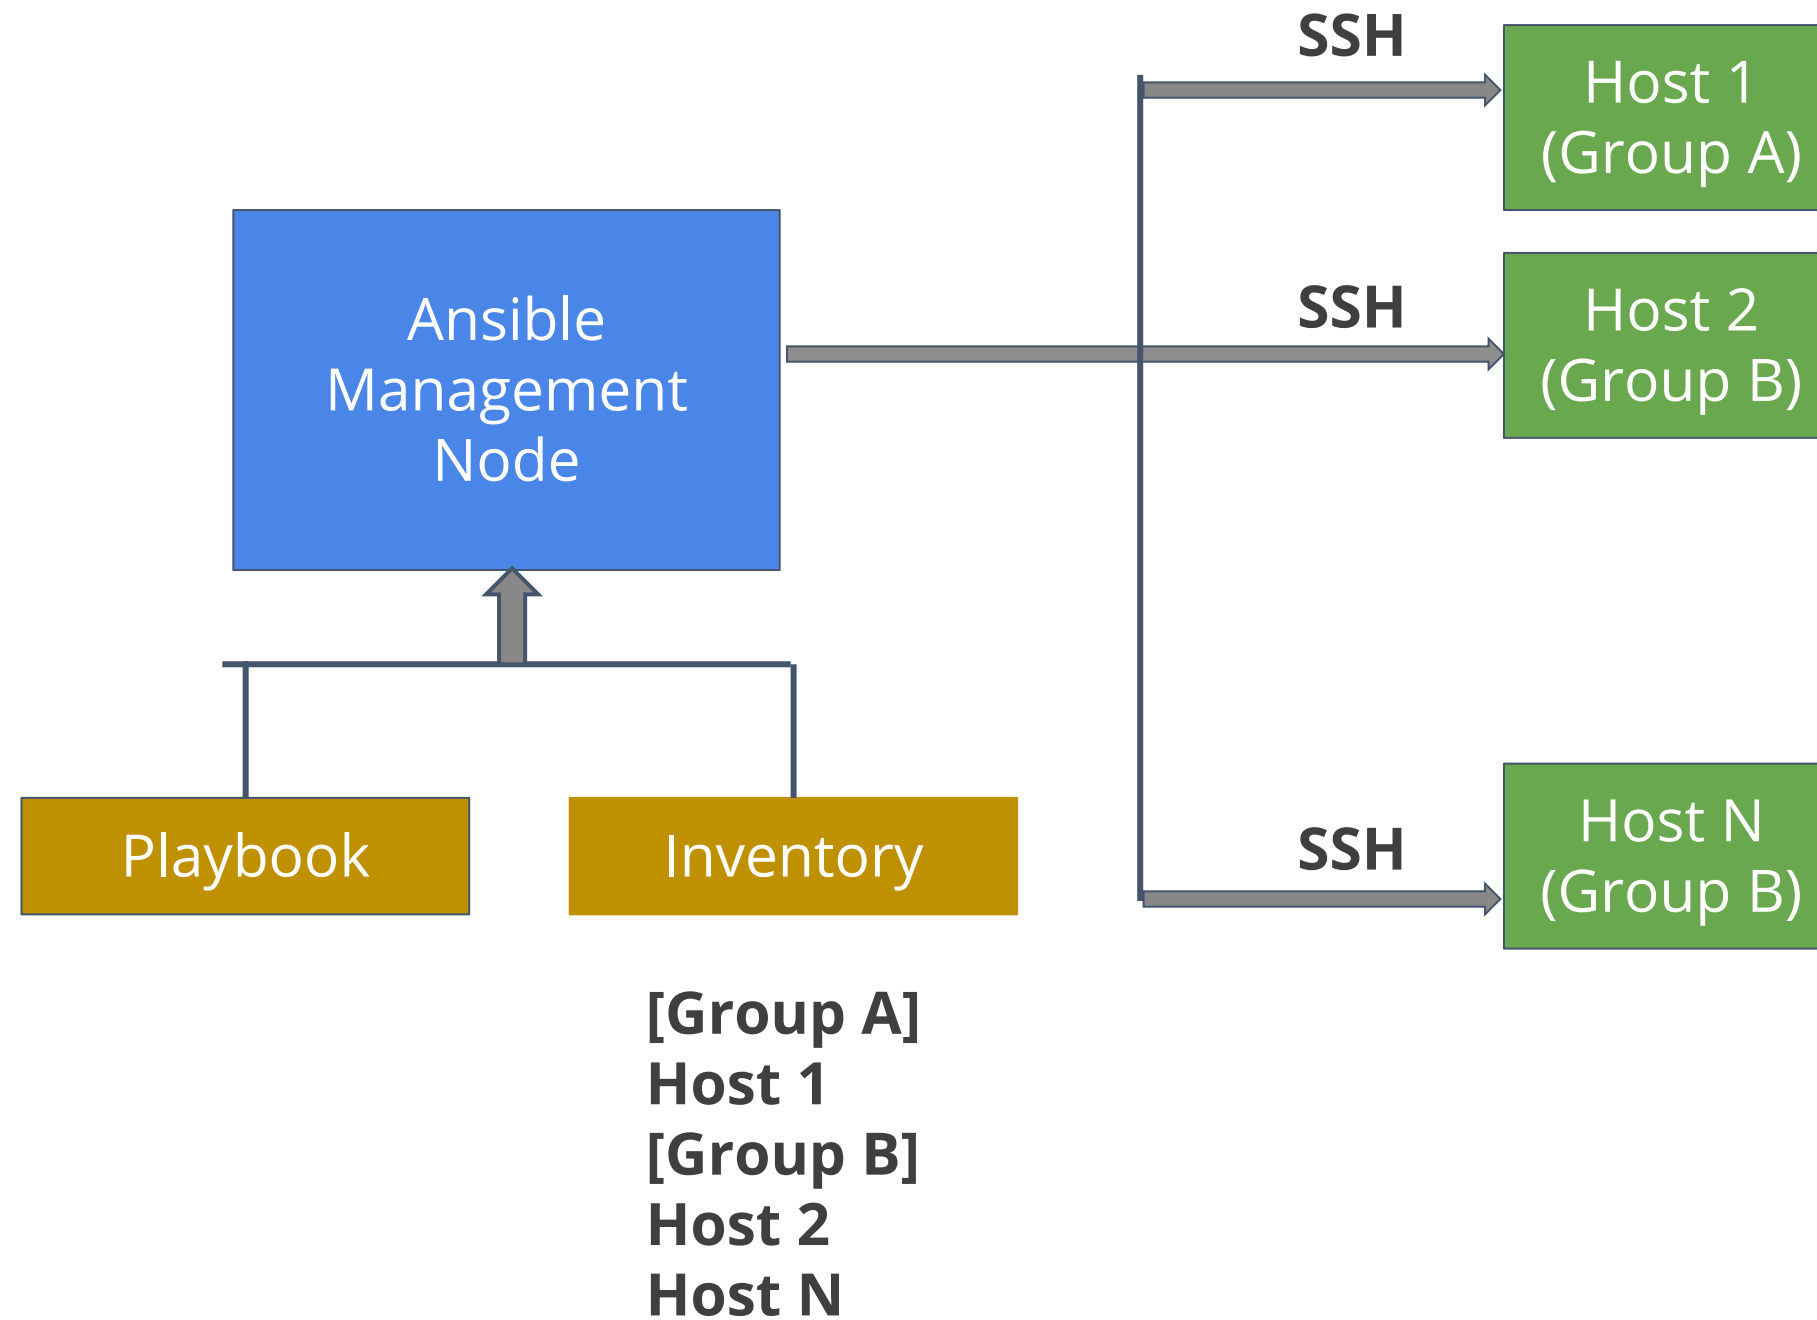 SSH
Host 1
(Group A)
Ansible
Management
Node
SSH
Host 2
(Group B)
Playbook
Inventory
SSH
Host N
(Group B)
[Group A]
Host 1
[Group B]
Host 2
Host N